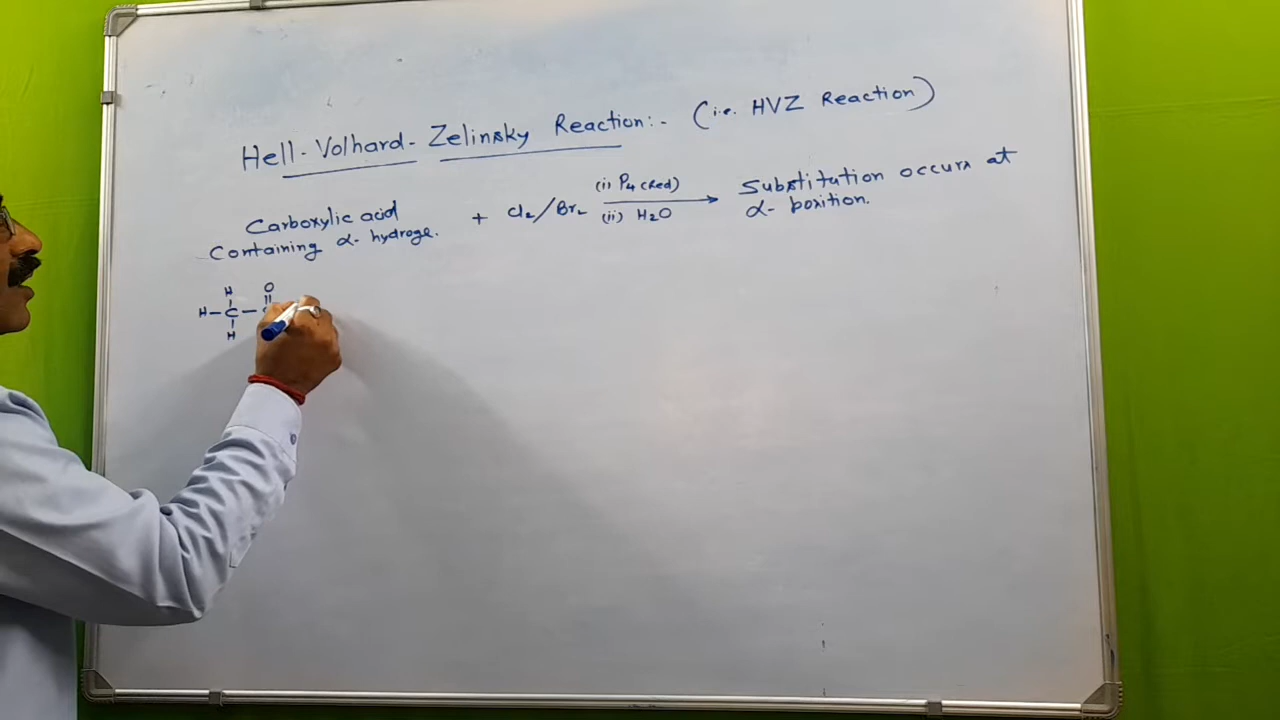 Hell-Volhard-Zelinsky Reaction:- (i.e. HVZ Reaction)
Carboxylic acid
Containing α-hydroge.
+ Cl2/Br2
(i) P4 (Red)
(ii) H2O
Substitution occurs at
α-position.
H O
H-C-
H